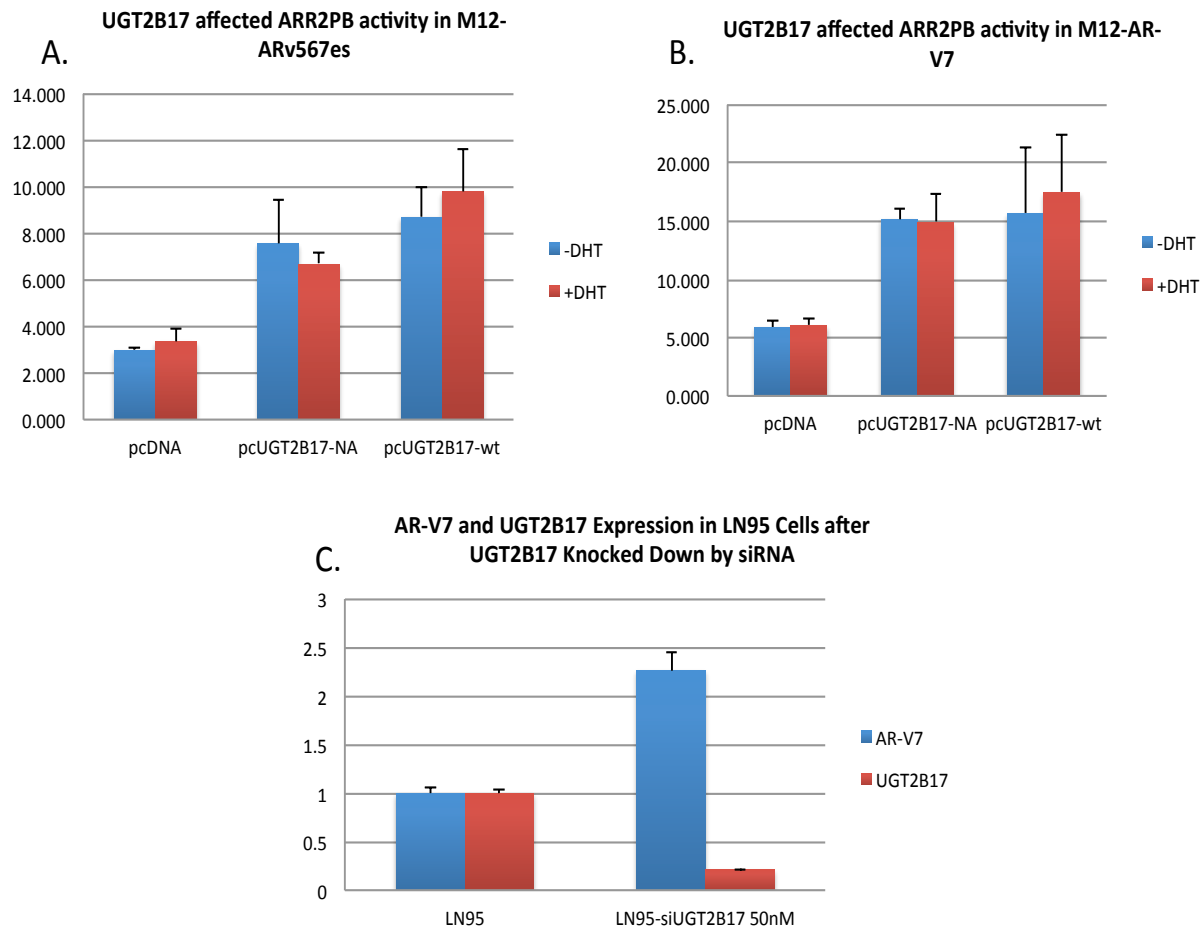 A.
UGT2B17 affected ARR2PB activity in M12-
ARv567es
14.000
12.000
10.000
8.000
6.000
4.000
2.000
0.000
pcDNA
pcUGT2B17-NA
pcUGT2B17-wt
-DHT
+DHT
B.
UGT2B17 affected ARR2PB activity in M12-AR-
V7
25.000
20.000
15.000
10.000
5.000
0.000
pcDNA
pcUGT2B17-NA
pcUGT2B17-wt
-DHT
+DHT
C.
AR-V7 and UGT2B17 Expression in LN95 Cells after
UGT2B17 Knocked Down by siRNA
3
2.5
2
1.5
1
0.5
0
LN95
LN95-siUGT2B17 50nM
AR-V7
UGT2B17